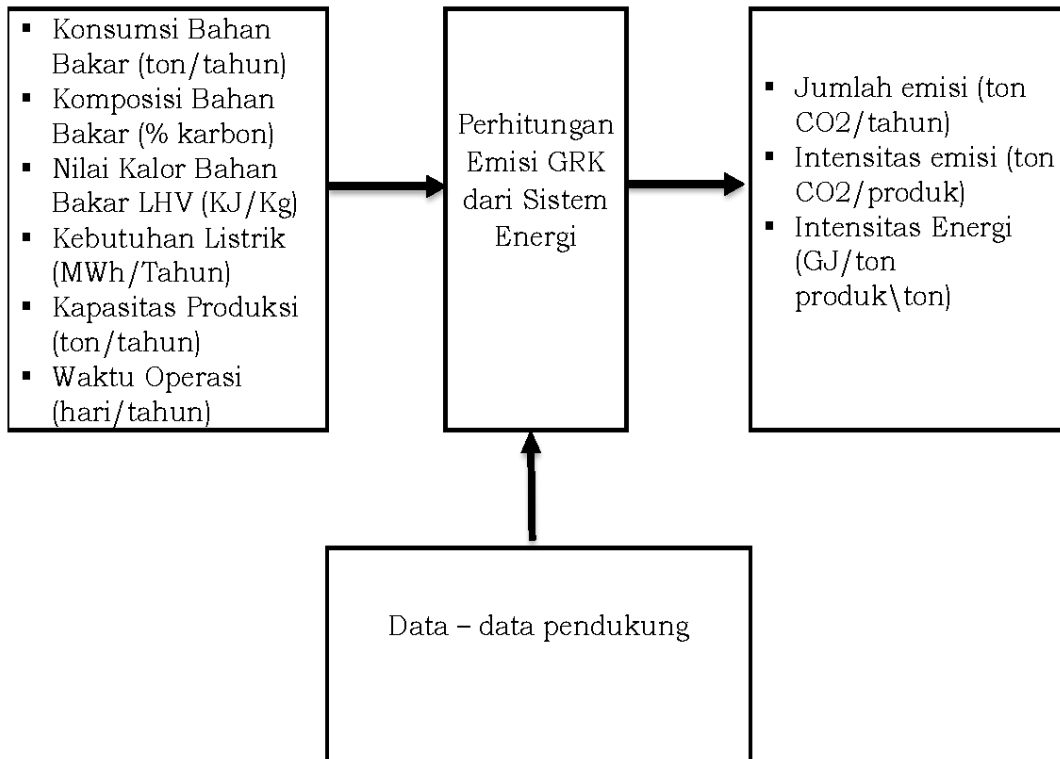 ▪ Konsumsi Bahan
Bakar (ton/tahun)
▪ Komposisi Bahan
Bakar (% karbon)
▪ Nilai Kalor Bahan
Bakar LHV (KJ/Kg)
▪ Kebutuhan Listrik
(MWh/Tahun)
▪ Kapasitas Produksi
(ton/tahun)
▪ Waktu Operasi
(hari/tahun)
Perhitungan
Emisi GRK
dari Sistem
Energi
▪ Jumlah emisi (ton
CO2/tahun)
▪ Intensitas emisi (ton
CO2/produk)
▪ Intensitas Energi
(GJ/ton
produk\ton)
Data – data pendukung